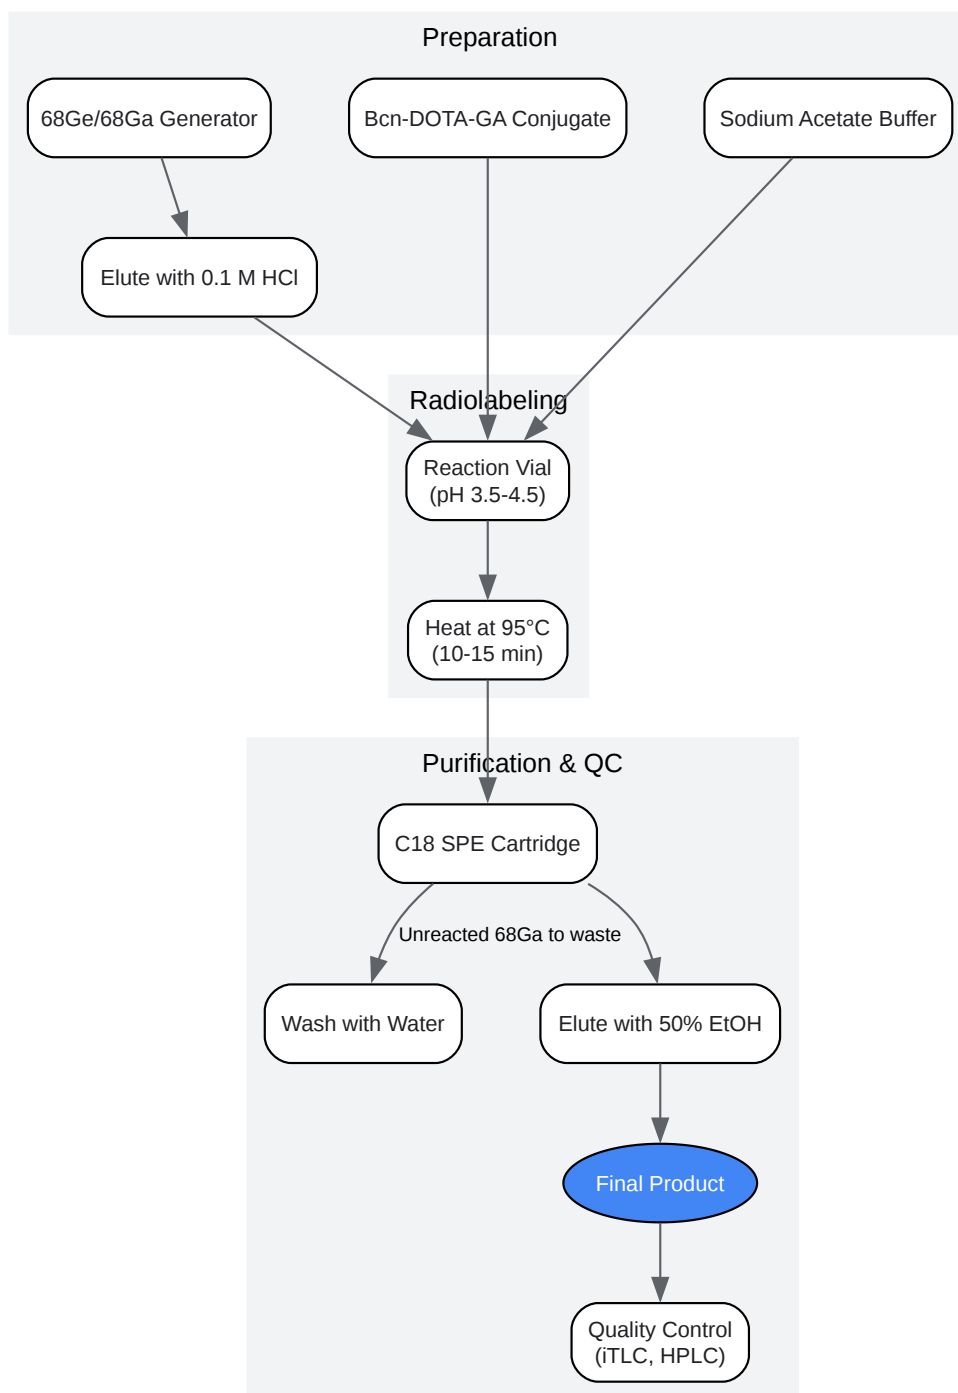 Preparation
68Ge/68Ga Generator
Bcn-DOTA-GA Conjugate
Sodium Acetate Buffer
Elute with 0.1 M HCl
Radiolabeling
Reaction Vial
(pH 3.5-4.5)
Heat at 95°C
(10-15 min)
Purification & QC
C18 SPE Cartridge
Unreacted 68Ga to waste
Wash with Water
Elute with 50% EtOH
Final Product
Quality Control
(iTLC, HPLC)